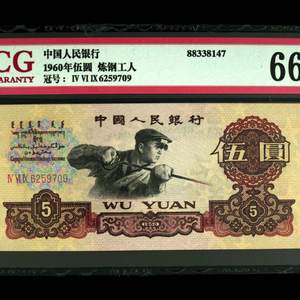 CG
WARRANTY
中国人民银行
88338147
1960年伍圆 炼钢工人
冠号: IV VI IX 6259709
66
中國人民銀行
IV VI IX 6259709
伍圓
5
WU YUAN
5